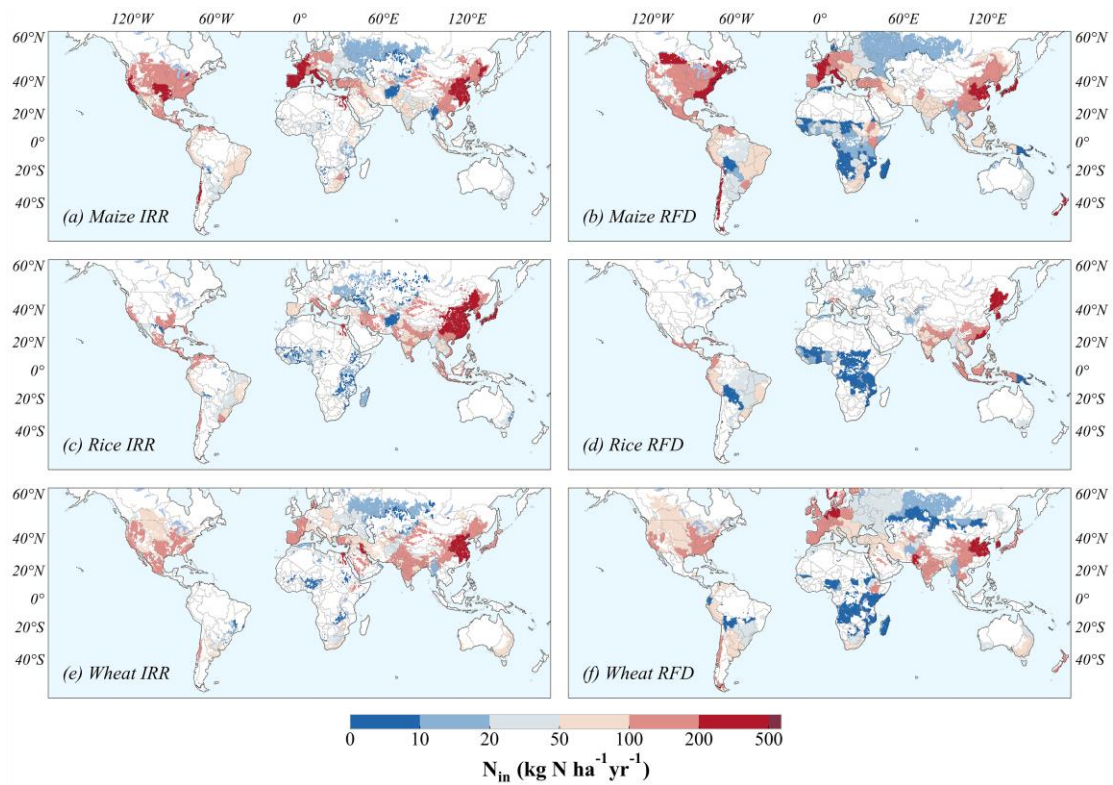 120°W 60°W 0° 60°E 120°E 120°W 60°W 0° 60°E 120°E
60°N 60°N
40°N 40°N
20°N 20°N
0° 0°
20°S 20°S
40°S 40°S
(a) Maize IRR (b) Maize RFD
60°N 60°N
40°N 40°N
20°N 20°N
0° 0°
20°S 20°S
40°S 40°S
(c) Rice IRR (d) Rice RFD
60°N 60°N
40°N 40°N
20°N 20°N
0° 0°
20°S 20°S
40°S 40°S
(e) Wheat IRR (f) Wheat RFD
0 10 20 50 100 200 500
N_in (kg N ha⁻¹yr⁻¹)